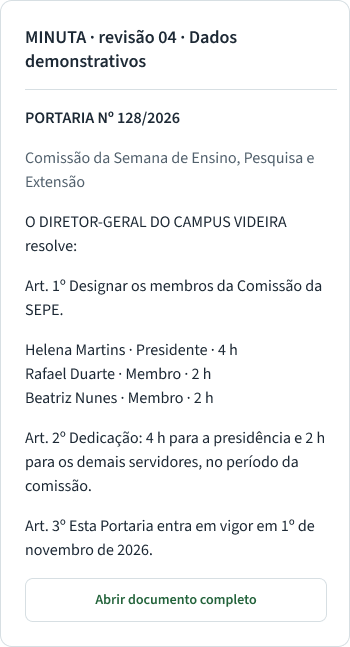 MINUTA · revisão 04 · Dados
demonstrativos
PORTARIA Nº 128/2026
Comissão da Semana de Ensino, Pesquisa e
Extensão
O DIRETOR-GERAL DO CAMPUS VIDEIRA
resolve:
Art. 1º Designar os membros da Comissão da
SEPE.
Helena Martins · Presidente · 4 h
Rafael Duarte · Membro · 2 h
Beatriz Nunes · Membro · 2 h
Art. 2º Dedicação: 4 h para a presidência e 2 h
para os demais servidores, no período da
comissão.
Art. 3º Esta Portaria entra em vigor em 1º de
novembro de 2026.
Abrir documento completo